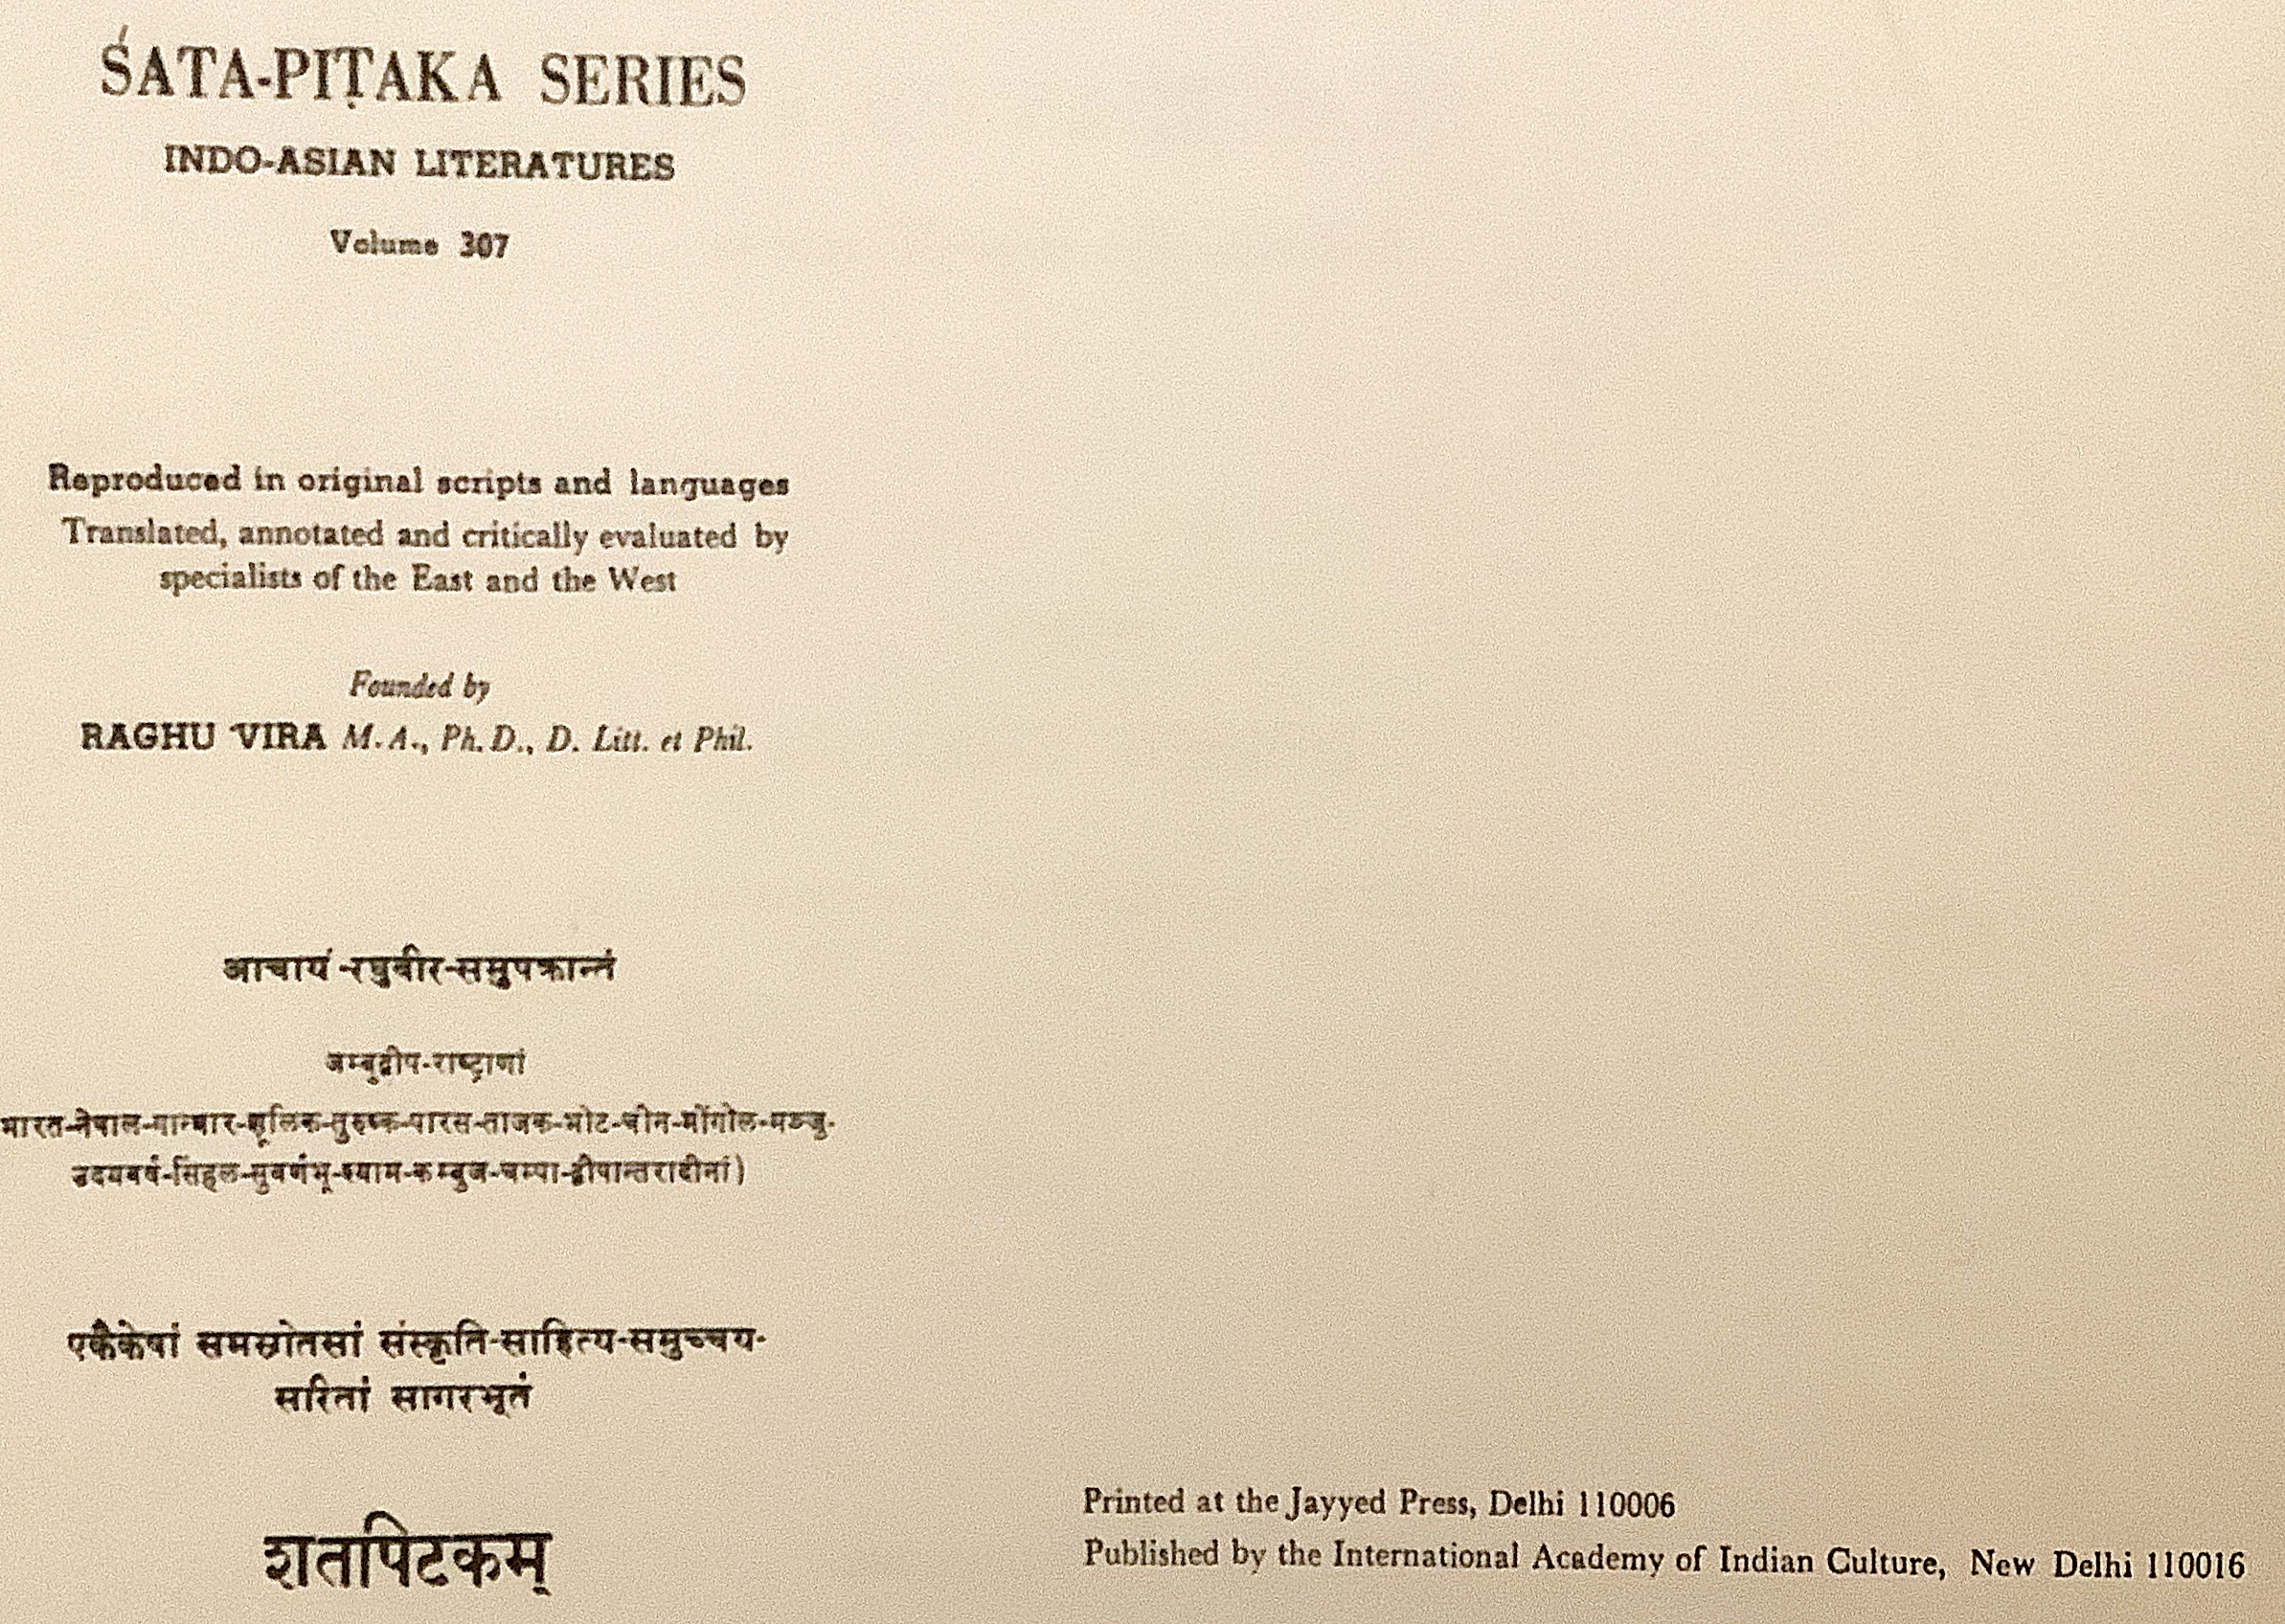 ŚATA-PIṬAKA SERIES
INDO-ASIAN LITERATURES
Volume 307
Reproduced in original scripts and languages
Translated, annotated and critically evaluated by
specialists of the East and the West
Founded by
RAGHU VIRA M.A., Ph.D., D. Litt. et Phil.
आचार्य-रघुवीर-समुपक्रान्तं
जम्बुद्वीप-राष्ट्राणां
भारत-नेपाल-गान्धार-शूलिक-तुरुष्क-पारस-ताजक-भोट-चीन-मोंगोल-मञ्जु-
उदयवर्ष-सिंहल-सुवर्णभू-श्याम-कम्बुज-चम्पा-द्वीपान्तरादीनां)
एकैकेषां समस्रोतसां संस्कृति-साहित्य-समुच्चय-
सरितां सागरभूतं
शतपिटकम्
Printed at the Jayyed Press, Delhi 110006
Published by the International Academy of Indian Culture, New Delhi 110016